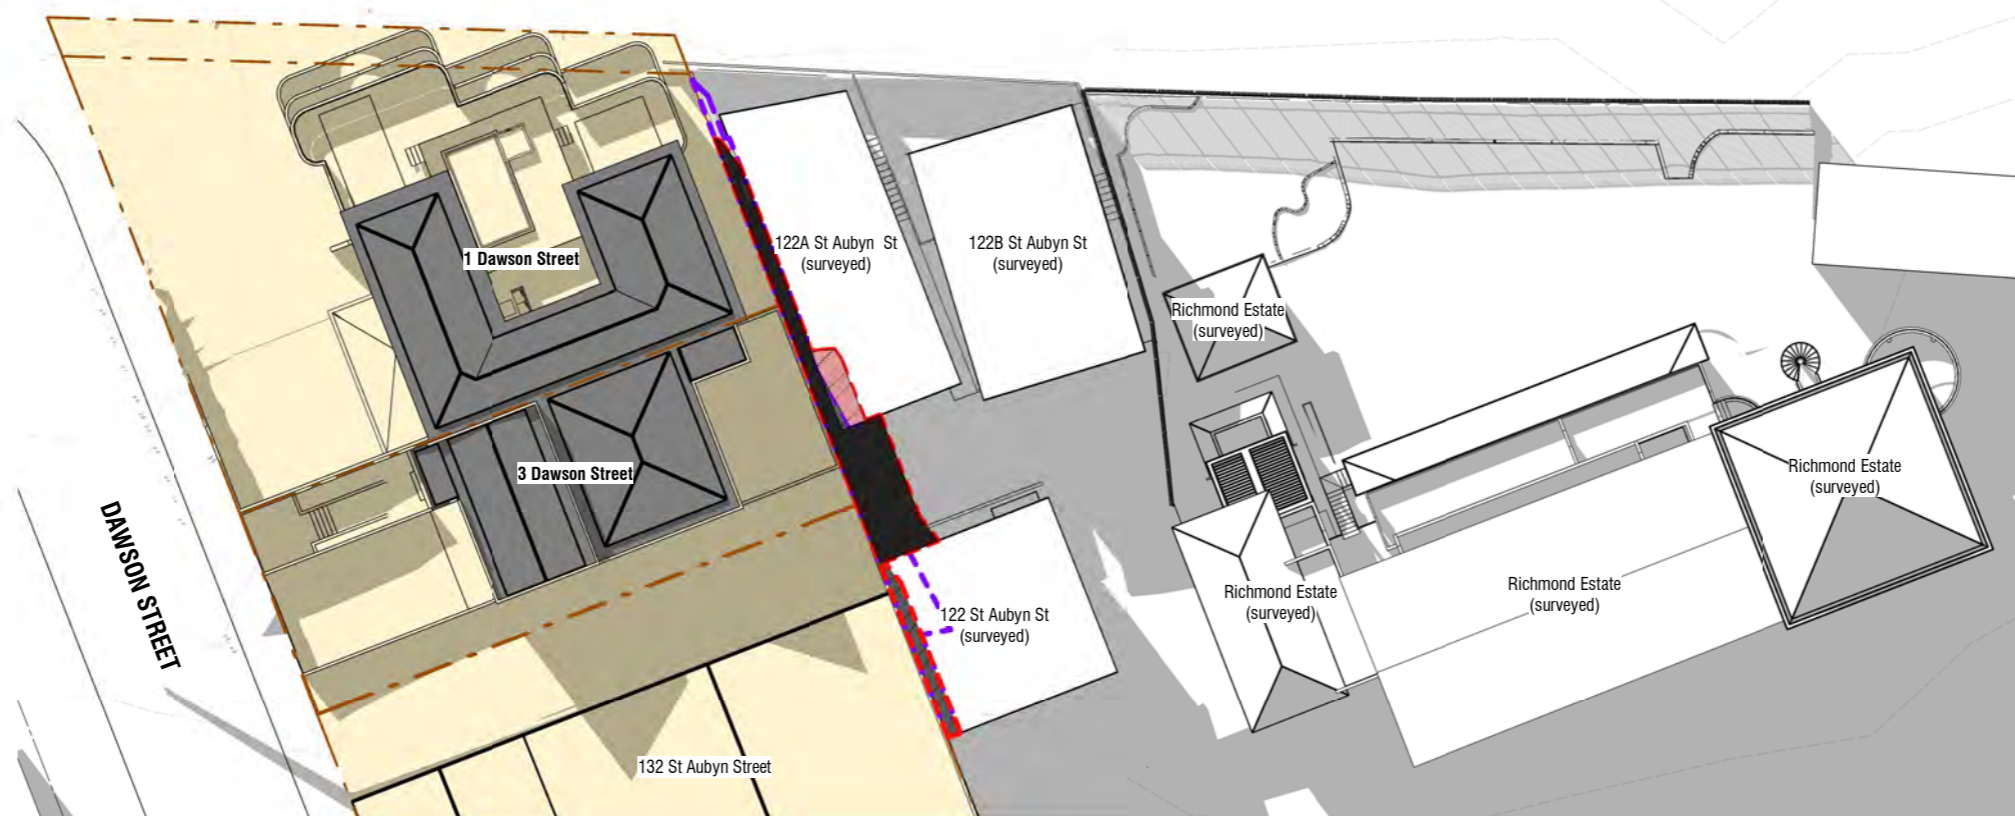 1 Dawson Street
122A St Aubyn St
(surveyed)
122B St Aubyn St
(surveyed)
Richmond Estate
(surveyed)
3 Dawson Street
Richmond Estate
(surveyed)
DAWSON STREET
122 St Aubyn St
(surveyed)
Richmond Estate
(surveyed)
Richmond Estate
(surveyed)
132 St Aubyn Street